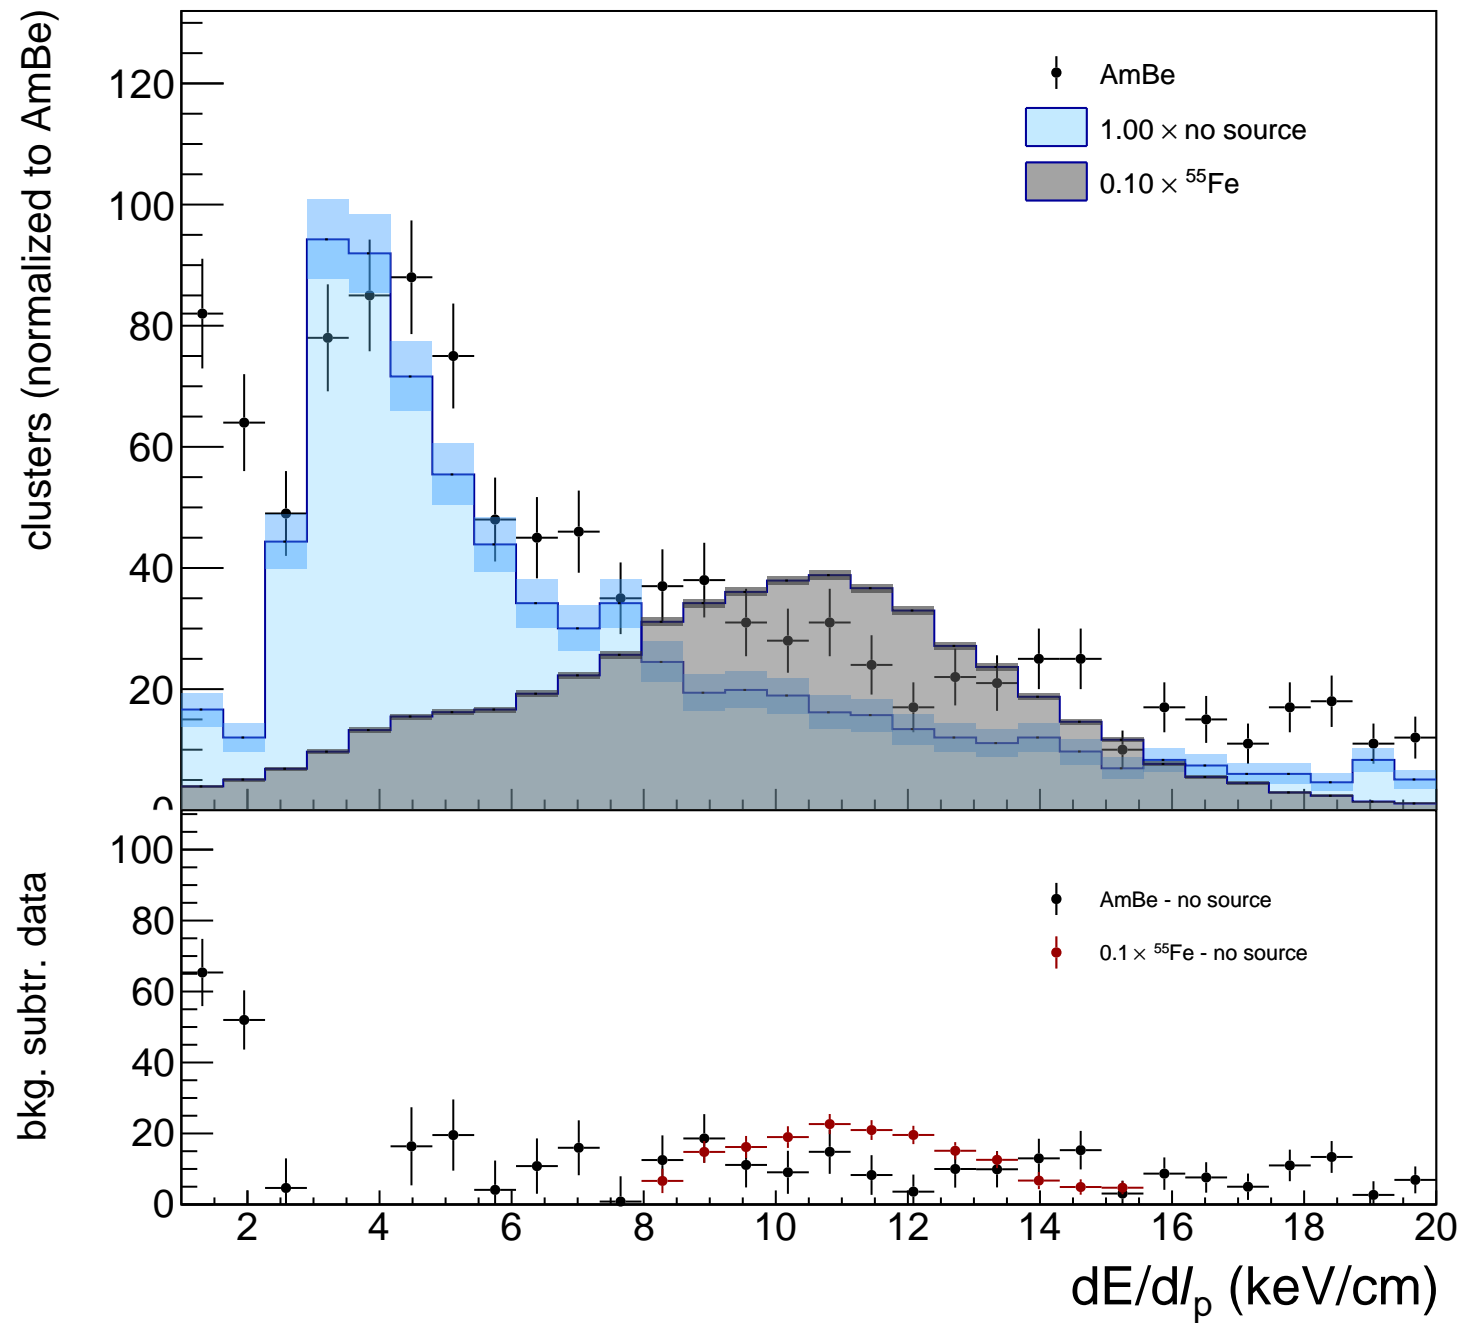 clusters (normalized to AmBe)
120
100
80
60
40
20
0
AmBe
1.00 × no source
0.10 × ⁵⁵Fe
bkg. subtr. data
100
80
60
40
20
0
AmBe - no source
0.1 × ⁵⁵Fe - no source
2 4 6 8 10 12 14 16 18 20
dE/dlₚ (keV/cm)